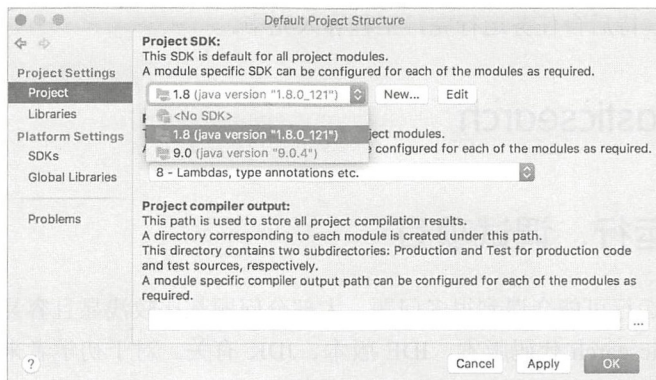 Default Project Structure
Project Settings
Project
Libraries
Platform Settings
SDKs
Global Libraries
Problems
Project SDK:
This SDK is default for all project modules.
A module specific SDK can be configured for each of the modules as required.
1.8 (java version "1.8.0_121")
New...
Edit
<No SDK>
1.8 (java version "1.8.0_121")
9.0 (java version "9.0.4")
ject modules.
configured for each of the modules as required.
8 - Lambdas, type annotations etc.
Project compiler output:
This path is used to store all project compilation results.
A directory corresponding to each module is created under this path.
This directory contains two subdirectories: Production and Test for production code
and test sources, respectively.
A module specific compiler output path can be configured for each of the modules as
required.
...
?
Cancel
Apply
OK